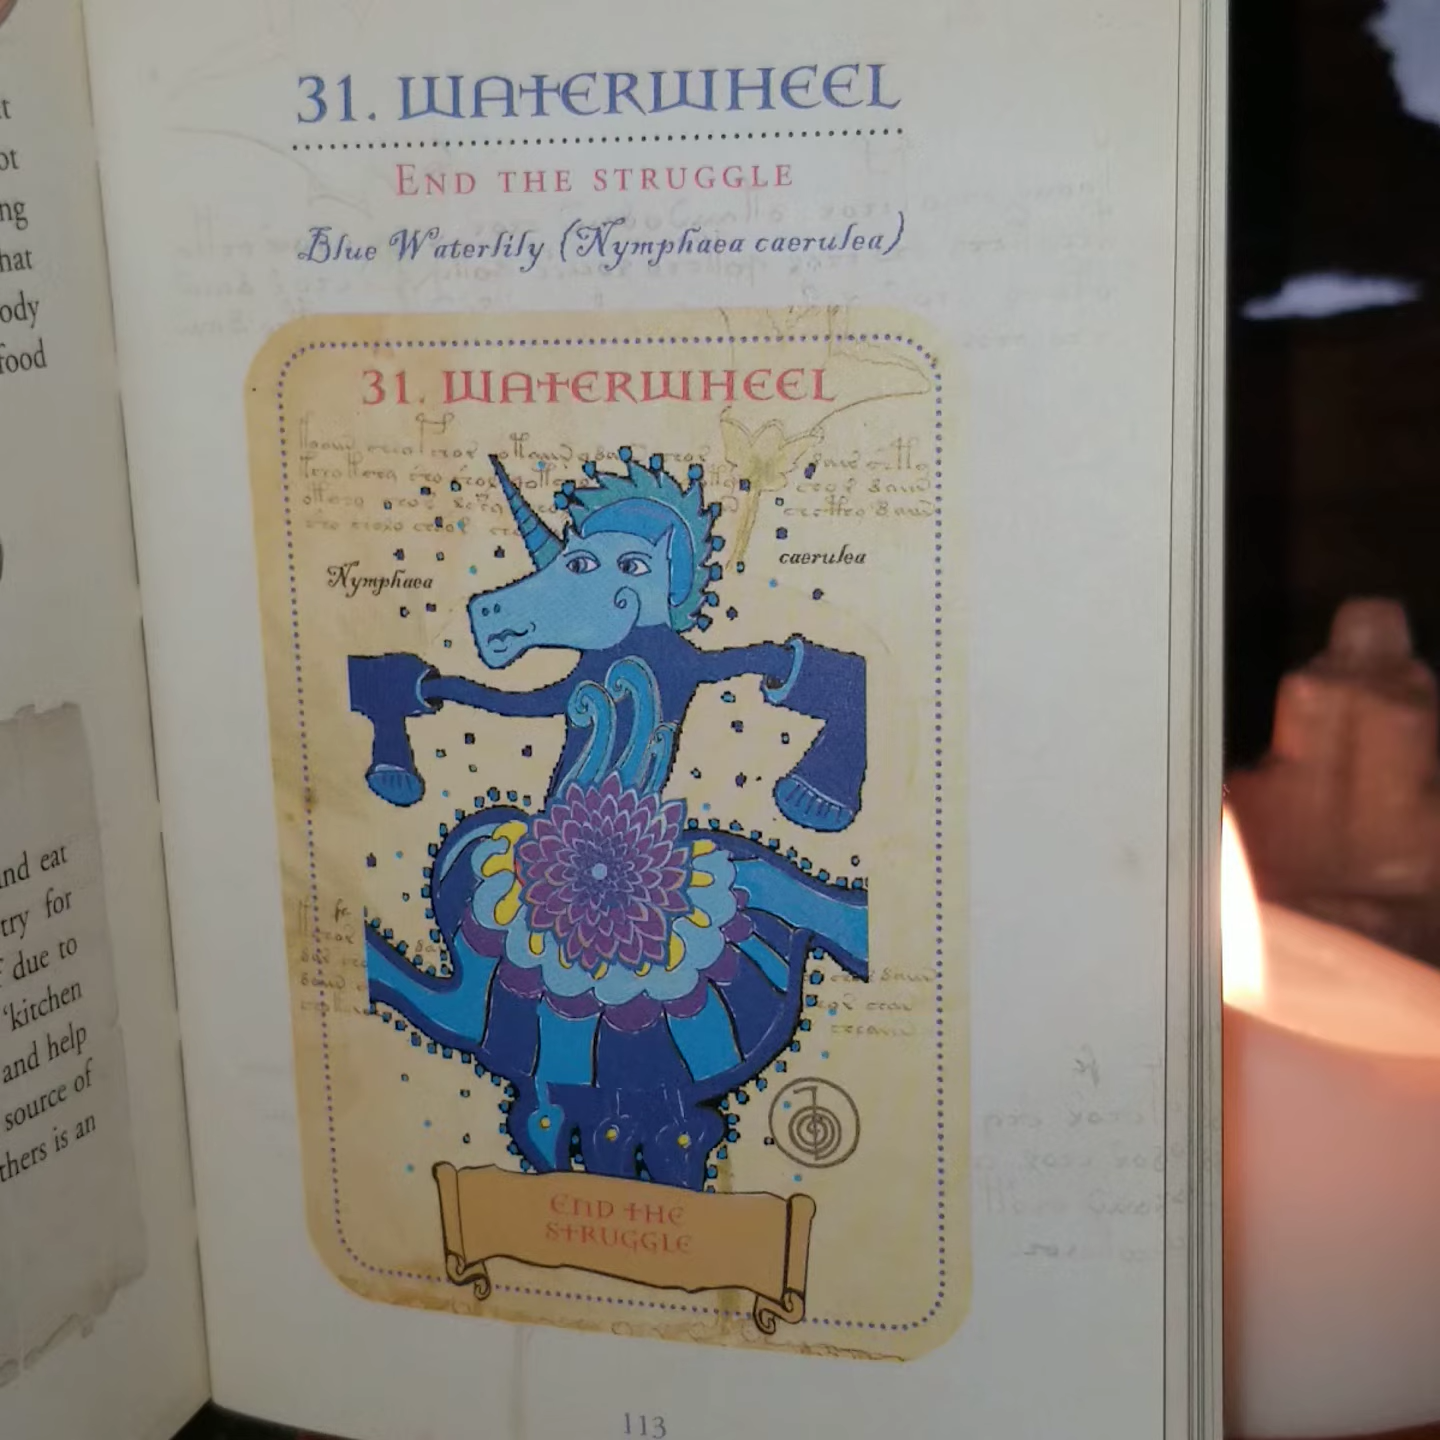 t
ot
ng
hat
ody
food
and eat
try for
due to
'kitchen
and help
source of
thers is an
31. WATERWHEEL
END THE STRUGGLE
Blue Waterlily (Nymphaea caerulea)
31. WATERWHEEL
Nymphaea
caerulea
END THE
STRUGGLE
113